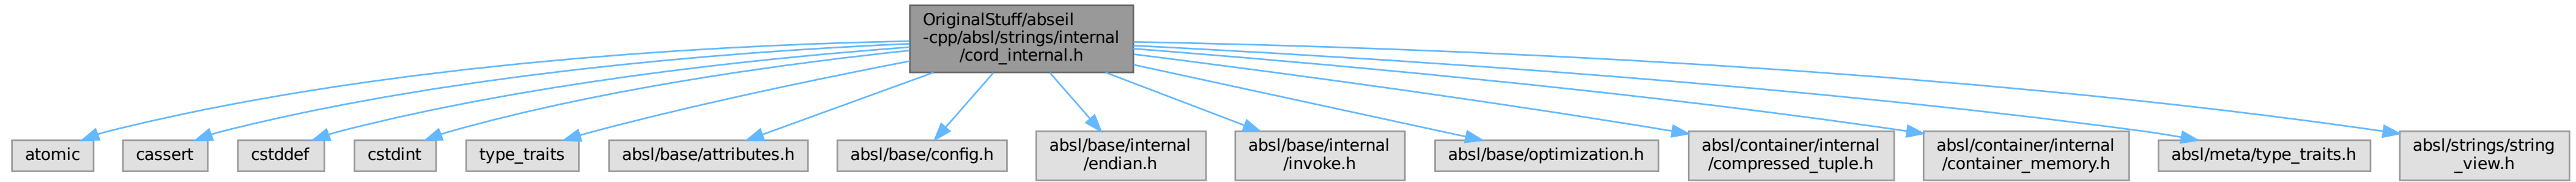 OriginalStuff/abseil
-cpp/absl/strings/internal
/cord_internal.h
atomic
cassert
cstddef
cstdint
type_traits
absl/base/attributes.h
absl/base/config.h
absl/base/internal
/endian.h
absl/base/internal
/invoke.h
absl/base/optimization.h
absl/container/internal
/compressed_tuple.h
absl/container/internal
/container_memory.h
absl/meta/type_traits.h
absl/strings/string
_view.h